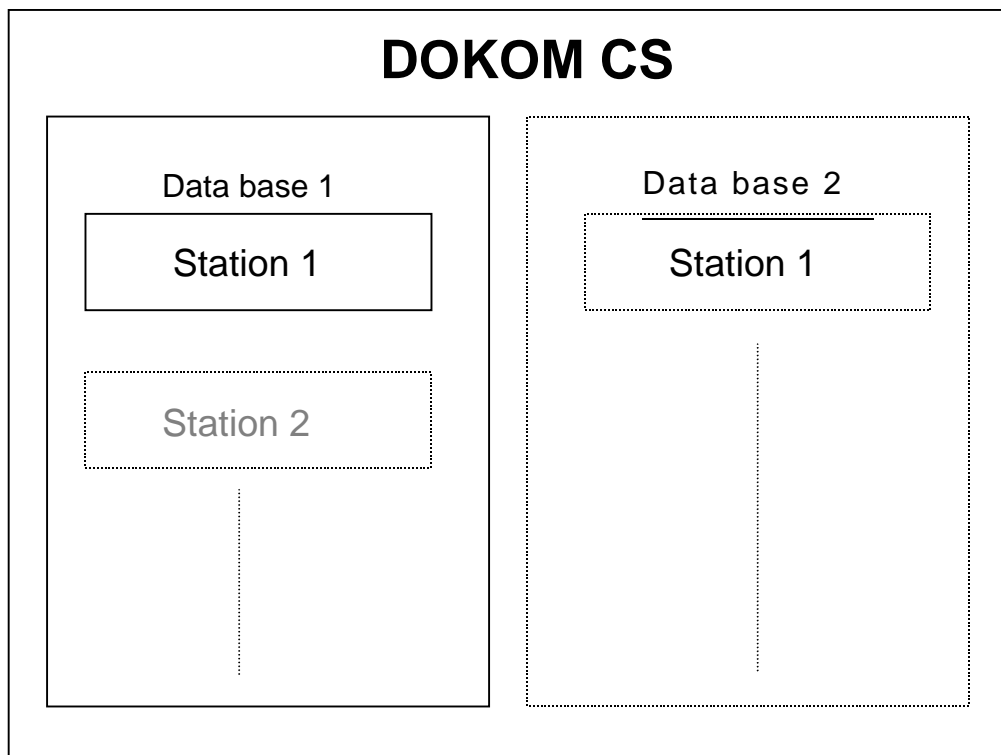 DOKOM CS
Data base 1
Station 1
Station 2
Data base 2
Station 1